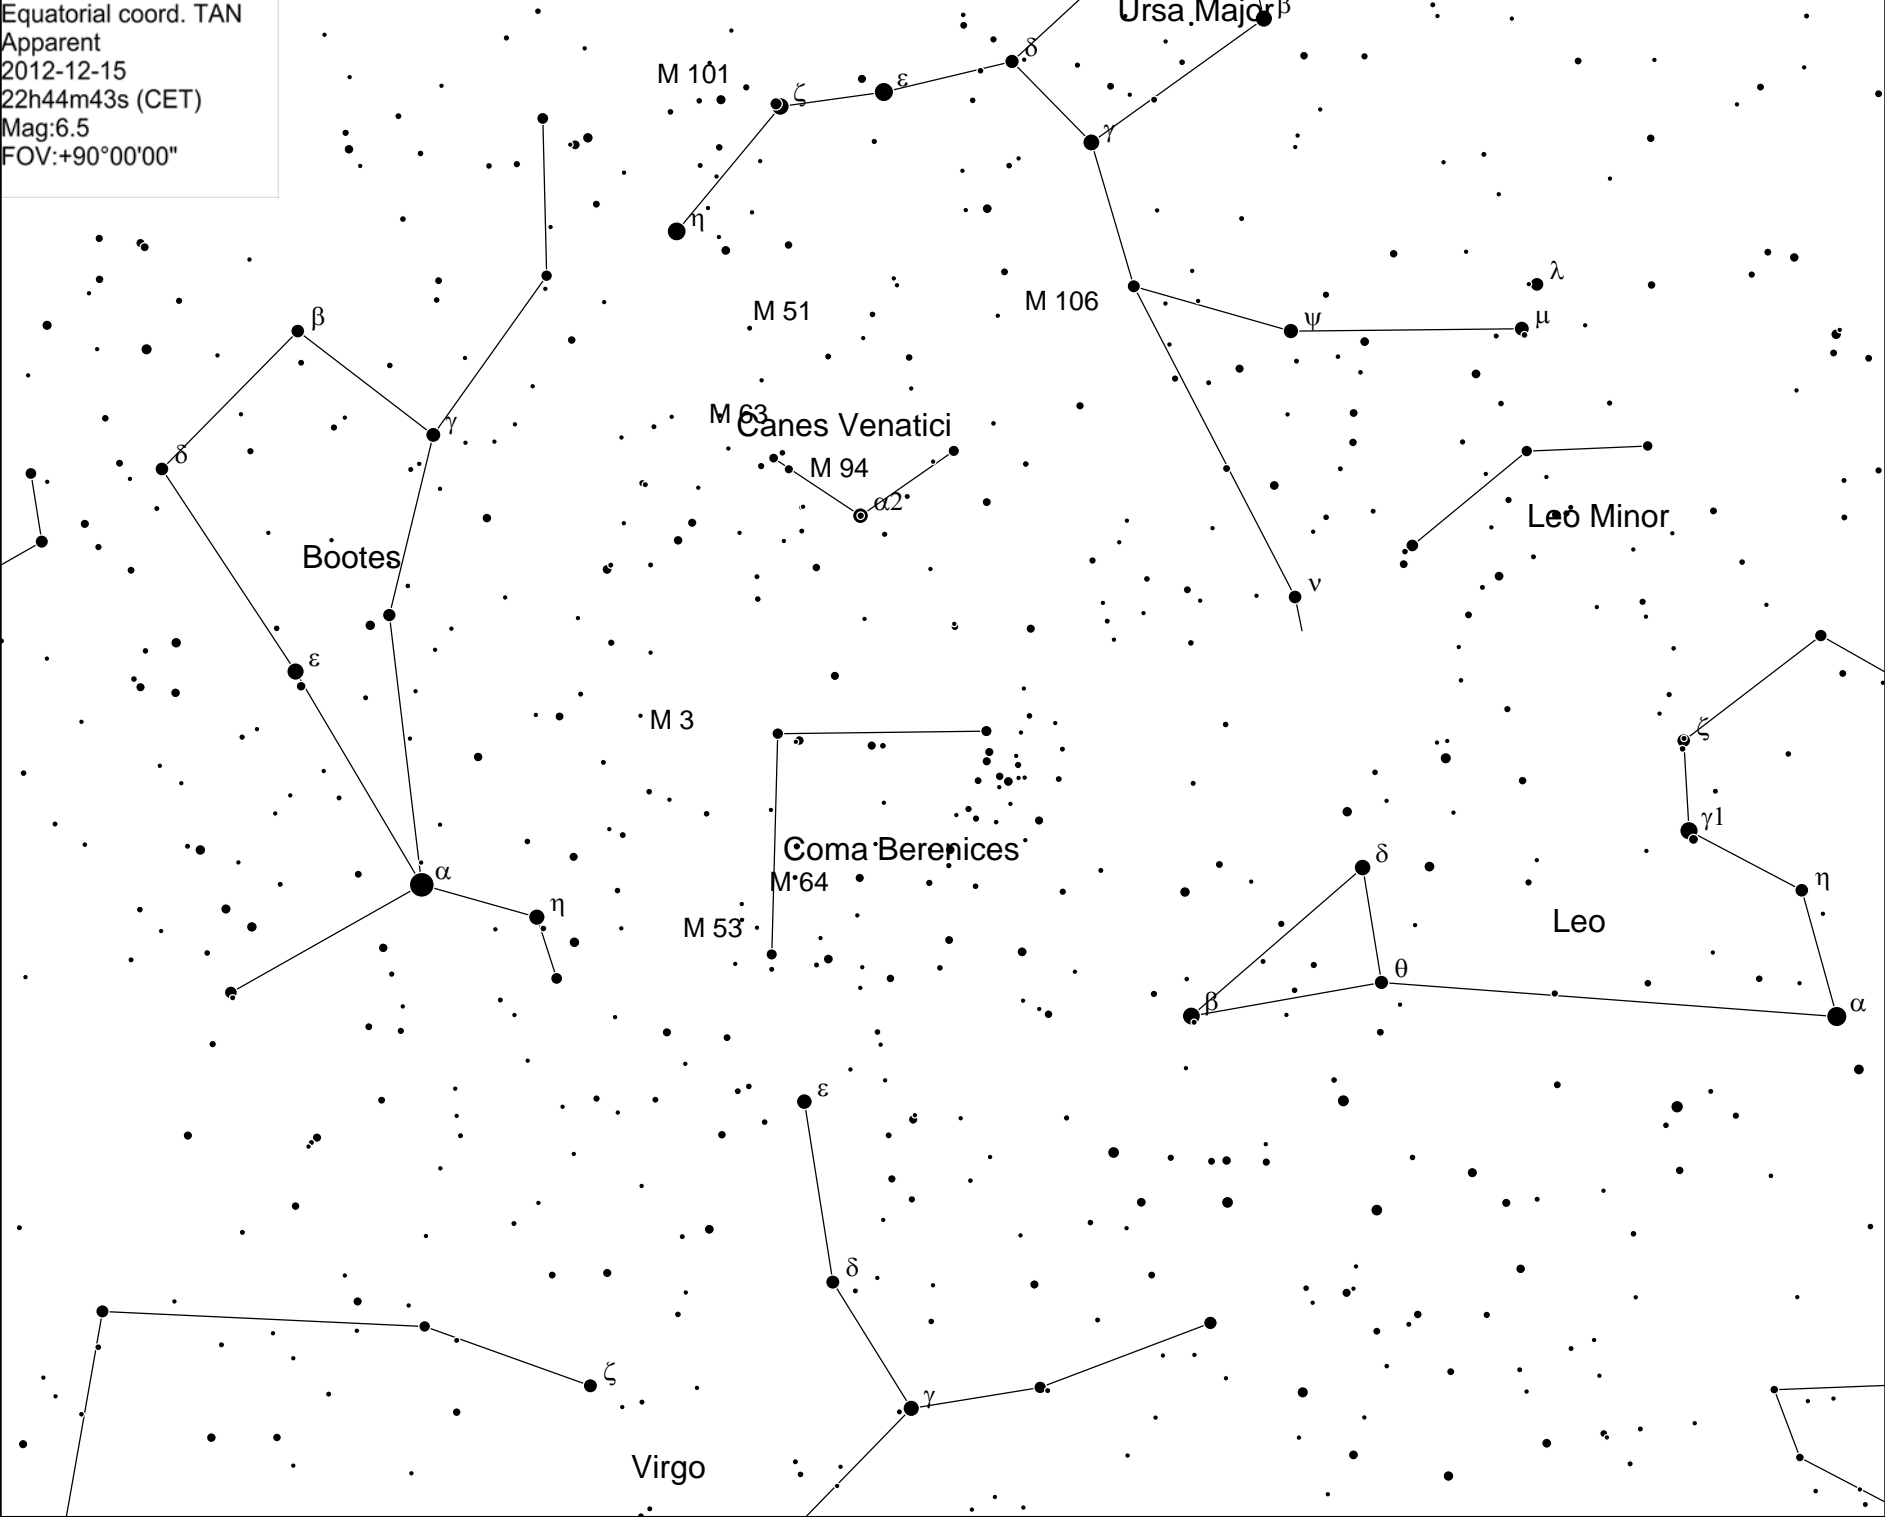 Equatorial coord. TAN
Apparent
2012-12-15
22h44m43s (CET)
Mag:6.5
FOV:+90°00'00"
Ursa Major
β
δ
M 101
ζ
ε
γ
η
λ
M 51
M 106
ψ
μ
β
M 63
Canes Venatici
γ
δ
M 94
α2
Leo Minor
Bootes
ν
ε
M 3
ζ
γ1
Coma Berenices
δ
α
M 64
η
η
M 53
Leo
θ
β
α
ε
δ
ζ
γ
Virgo